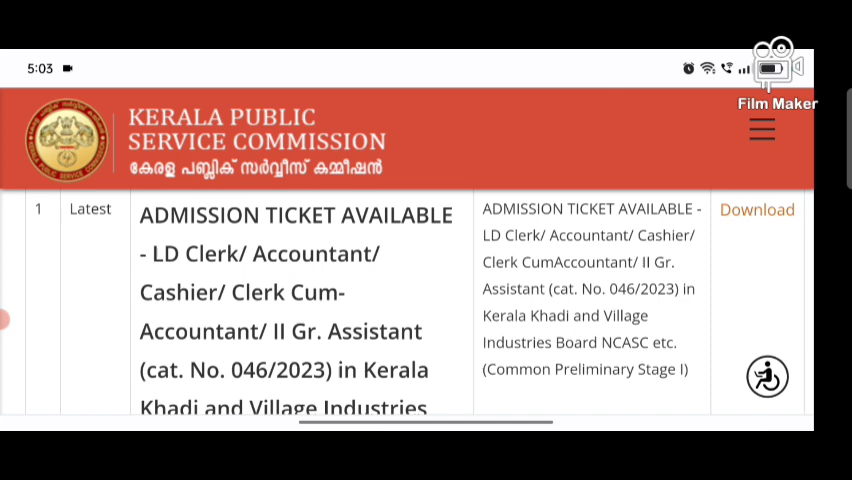 5:03
Film Maker
KERALA PUBLIC
SERVICE COMMISSION
കേരള പബ്ലിക് സർവ്വീസ് കമ്മീഷൻ
1
Latest
ADMISSION TICKET AVAILABLE
- LD Clerk/ Accountant/
Cashier/ Clerk Cum-
Accountant/ II Gr. Assistant
(cat. No. 046/2023) in Kerala
Khadi and Village Industries
ADMISSION TICKET AVAILABLE -
LD Clerk/ Accountant/ Cashier/
Clerk CumAccountant/ II Gr.
Assistant (cat. No. 046/2023) in
Kerala Khadi and Village
Industries Board NCASC etc.
(Common Preliminary Stage I)
Download